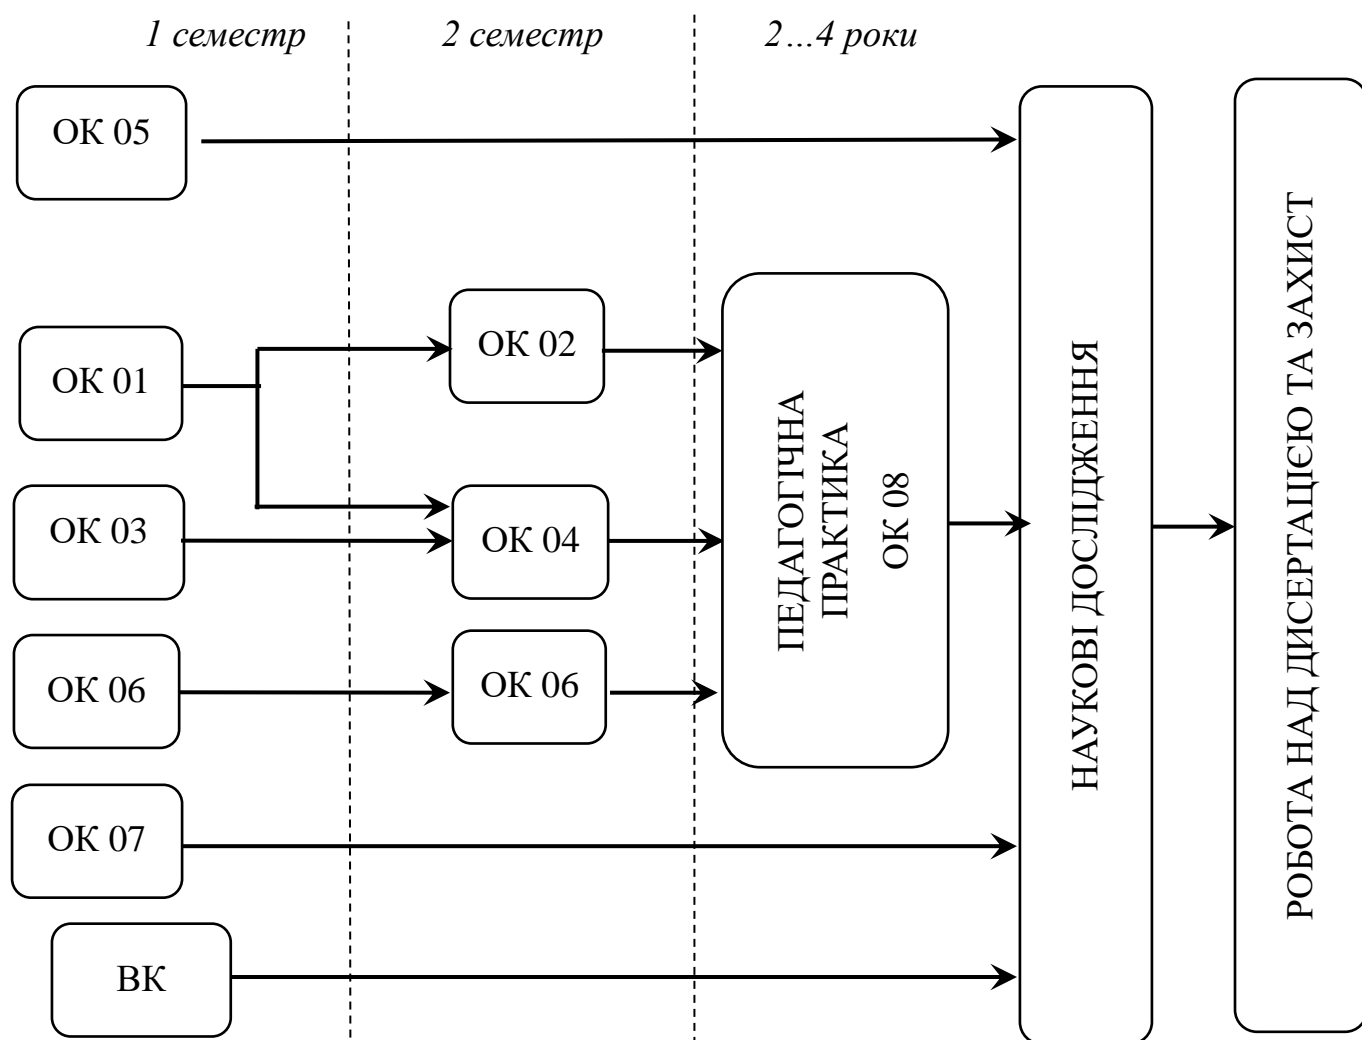 1 семестр
2 семестр
2...4 роки
ОК 05
ОК 01
ОК 02
ОК 03
ОК 04
ОК 06
ОК 06
ОК 07
ВК
ПЕДАГОГІЧНА
ПРАКТИКА
ОК 08
НАУКОВІ ДОСЛІДЖЕННЯ
РОБОТА НАД ДИСЕРТАЦІЄЮ ТА ЗАХИСТ